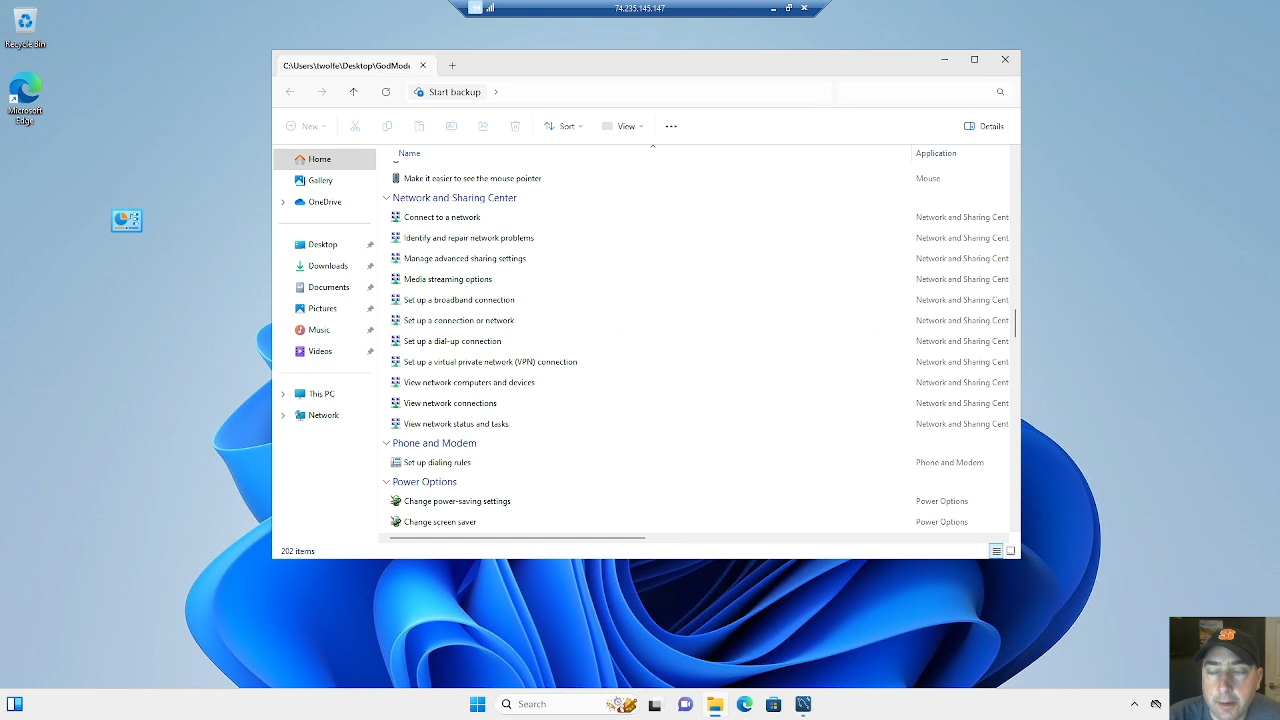 74.235.145.147
Recycle Bin
Microsoft
Edge
C:\Users\twolfe\Desktop\GodMode
Start backup
New
Sort
View
Details
Home
Gallery
OneDrive
Desktop
Downloads
Documents
Pictures
Music
Videos
This PC
Network
Name Application
Make it easier to see the mouse pointer Mouse
Network and Sharing Center
Connect to a network Network and Sharing Cent
Identify and repair network problems Network and Sharing Cent
Manage advanced sharing settings Network and Sharing Cent
Media streaming options Network and Sharing Cent
Set up a broadband connection Network and Sharing Cent
Set up a connection or network Network and Sharing Cent
Set up a dial-up connection Network and Sharing Cent
Set up a virtual private network (VPN) connection Network and Sharing Cent
View network computers and devices Network and Sharing Cent
View network connections Network and Sharing Cent
View network status and tasks Network and Sharing Cent
Phone and Modem
Set up dialing rules Phone and Modem
Power Options
Change power-saving settings Power Options
Change screen saver Power Options
202 items
Search
S